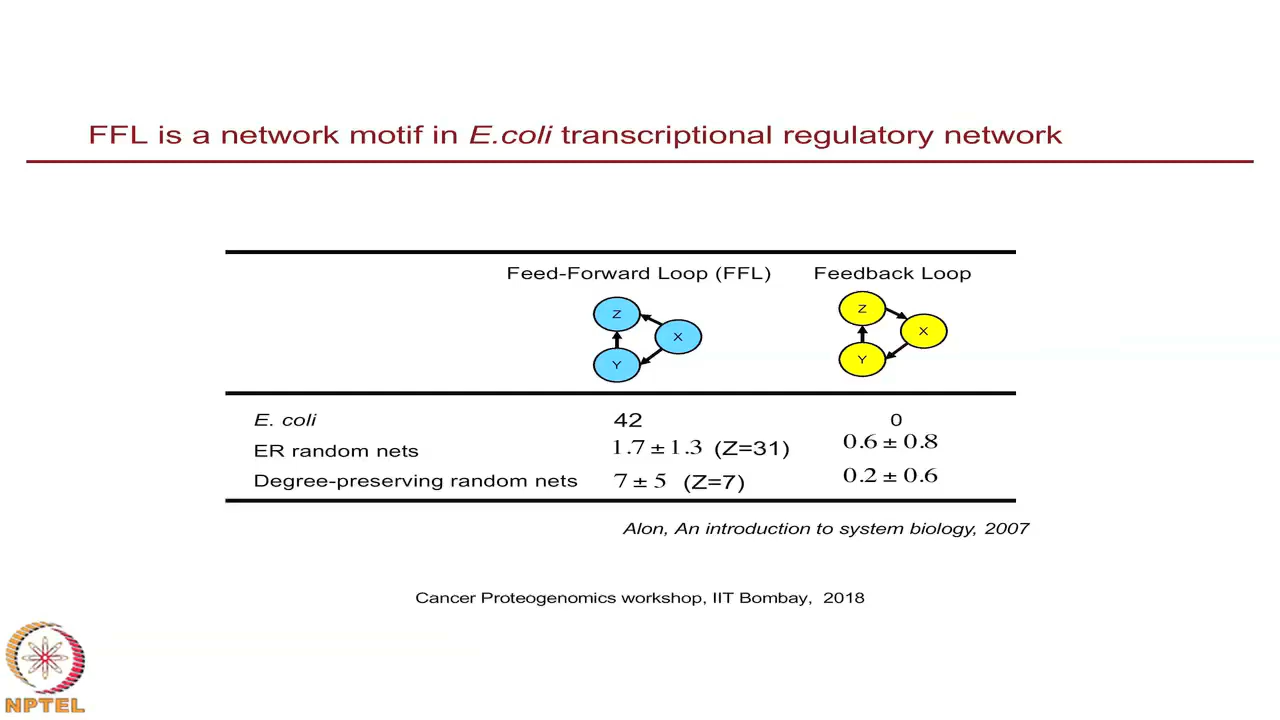 FFL is a network motif in E.coli transcriptional regulatory network
Feed-Forward Loop (FFL) Feedback Loop
Z X Y Z X Y
E. coli 42 0
ER random nets 1.7 ± 1.3 (Z=31) 0.6 ± 0.8
Degree-preserving random nets 7 ± 5 (Z=7) 0.2 ± 0.6
Alon, An introduction to system biology, 2007
Cancer Proteogenomics workshop, IIT Bombay, 2018
NPTEL